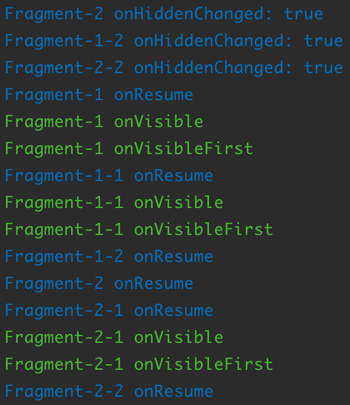 Fragment-2 onHiddenChanged: true
Fragment-1-2 onHiddenChanged: true
Fragment-2-2 onHiddenChanged: true
Fragment-1 onResume
Fragment-1 onVisible
Fragment-1 onVisibleFirst
Fragment-1-1 onResume
Fragment-1-1 onVisible
Fragment-1-1 onVisibleFirst
Fragment-1-2 onResume
Fragment-2 onResume
Fragment-2-1 onResume
Fragment-2-1 onVisible
Fragment-2-1 onVisibleFirst
Fragment-2-2 onResume